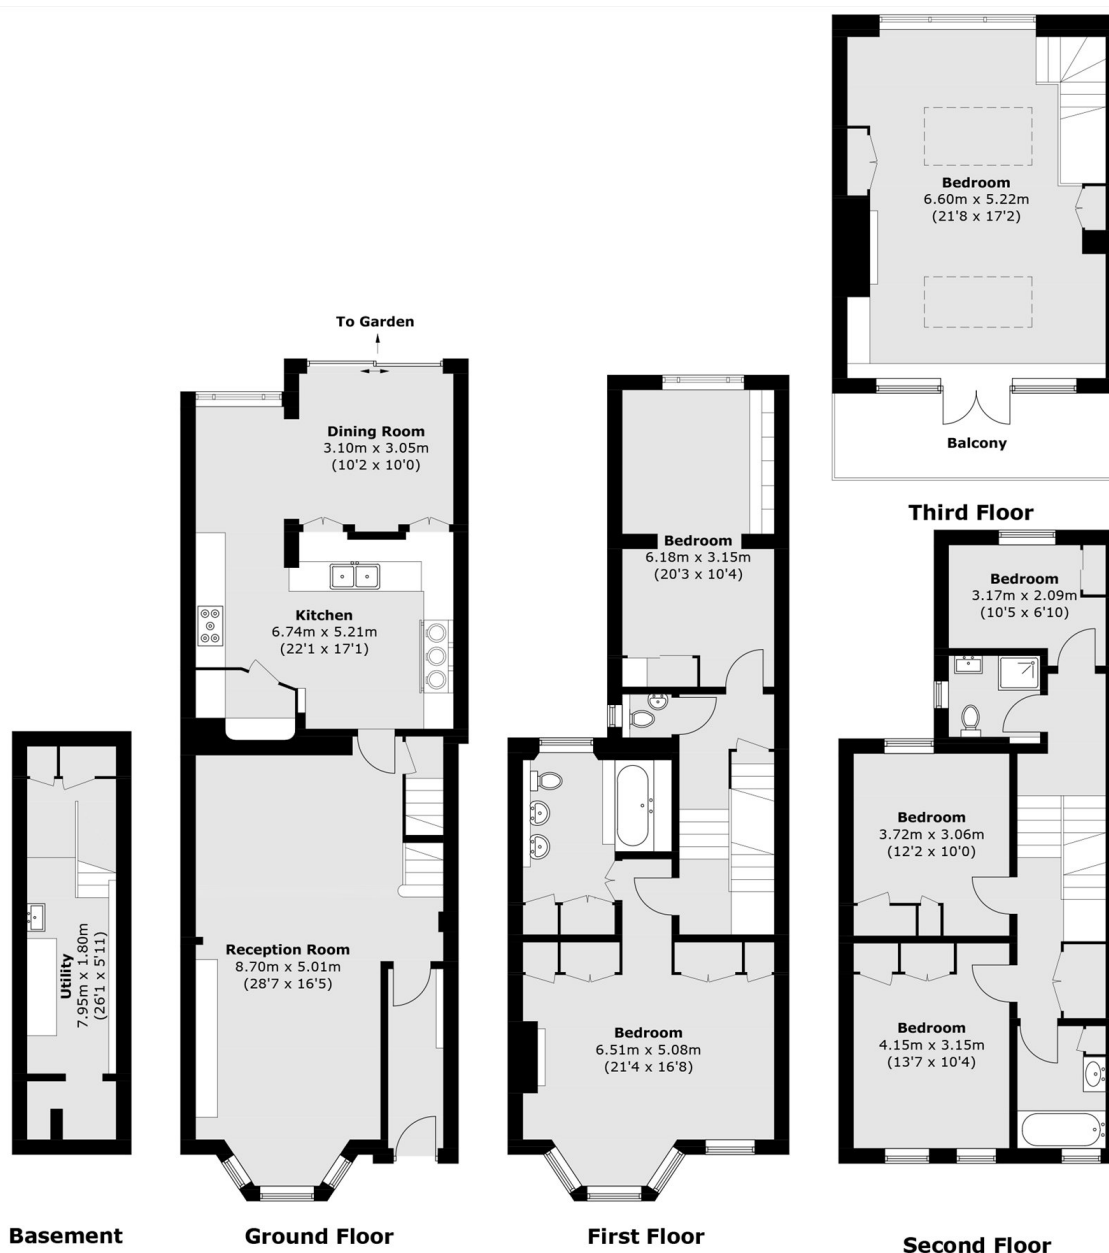 Basement
Utility
7.95m x 1.80m
(26'1 x 5'11)
Ground Floor
To Garden
Dining Room
3.10m x 3.05m
(10'2 x 10'0)
Kitchen
6.74m x 5.21m
(22'1 x 17'1)
Reception Room
8.70m x 5.01m
(28'7 x 16'5)
First Floor
Bedroom
6.18m x 3.15m
(20'3 x 10'4)
Bedroom
6.51m x 5.08m
(21'4 x 16'8)
Third Floor
Bedroom
6.60m x 5.22m
(21'8 x 17'2)
Balcony
Second Floor
Bedroom
3.17m x 2.09m
(10'5 x 6'10)
Bedroom
3.72m x 3.06m
(12'2 x 10'0)
Bedroom
4.15m x 3.15m
(13'7 x 10'4)